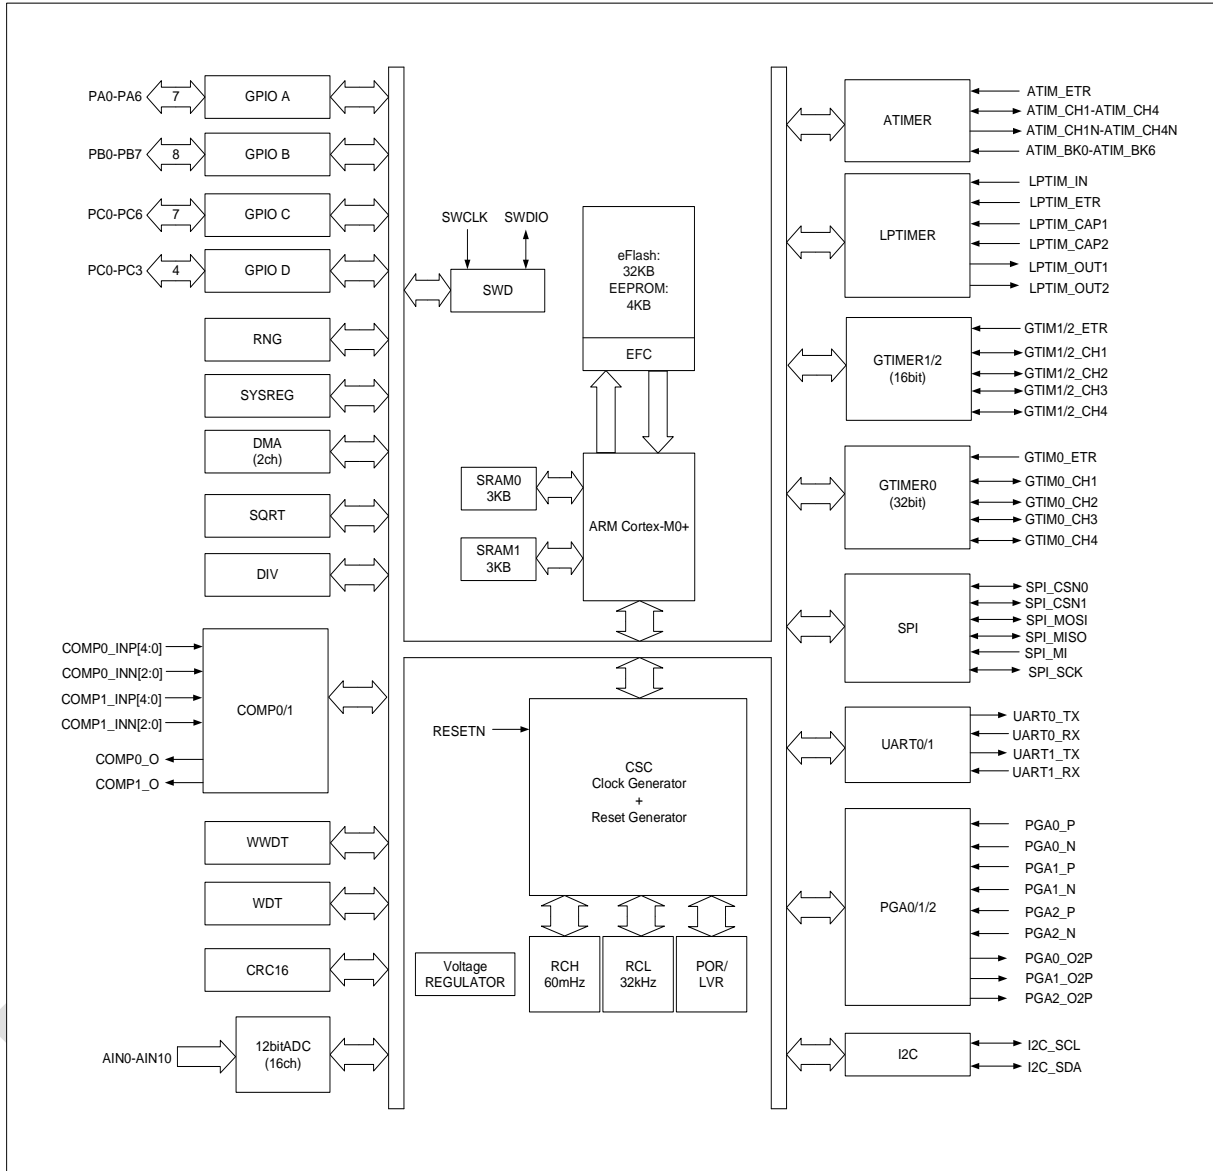 PA0-PA6
7
GPIO A
PB0-PB7
8
GPIO B
PC0-PC6
7
GPIO C
PC0-PC3
4
GPIO D
RNG
SYSREG
DMA
(2ch)
SQRT
DIV
COMP0_INP[4:0]
COMP0_INN[2:0]
COMP1_INP[4:0]
COMP1_INN[2:0]
COMP0_O
COMP1_O
COMP0/1
WWDT
WDT
CRC16
AIN0-AIN10
12bitADC
(16ch)
SWCLK
SWDIO
SWD
eFlash:
32KB
EEPROM:
4KB
EFC
SRAM0
3KB
SRAM1
3KB
ARM Cortex-M0+
RESETN
CSC
Clock Generator
+
Reset Generator
Voltage
REGULATOR
RCH
60mHz
RCL
32kHz
POR/
LVR
ATIMER
ATIM_ETR
ATIM_CH1-ATIM_CH4
ATIM_CH1N-ATIM_CH4N
ATIM_BK0-ATIM_BK6
LPTIMER
LPTIM_IN
LPTIM_ETR
LPTIM_CAP1
LPTIM_CAP2
LPTIM_OUT1
LPTIM_OUT2
GTIMER1/2
(16bit)
GTIM1/2_ETR
GTIM1/2_CH1
GTIM1/2_CH2
GTIM1/2_CH3
GTIM1/2_CH4
GTIMER0
(32bit)
GTIM0_ETR
GTIM0_CH1
GTIM0_CH2
GTIM0_CH3
GTIM0_CH4
SPI
SPI_CSN0
SPI_CSN1
SPI_MOSI
SPI_MISO
SPI_MI
SPI_SCK
UART0/1
UART0_TX
UART0_RX
UART1_TX
UART1_RX
PGA0/1/2
PGA0_P
PGA0_N
PGA1_P
PGA1_N
PGA2_P
PGA2_N
PGA0_O2P
PGA1_O2P
PGA2_O2P
I2C
I2C_SCL
I2C_SDA